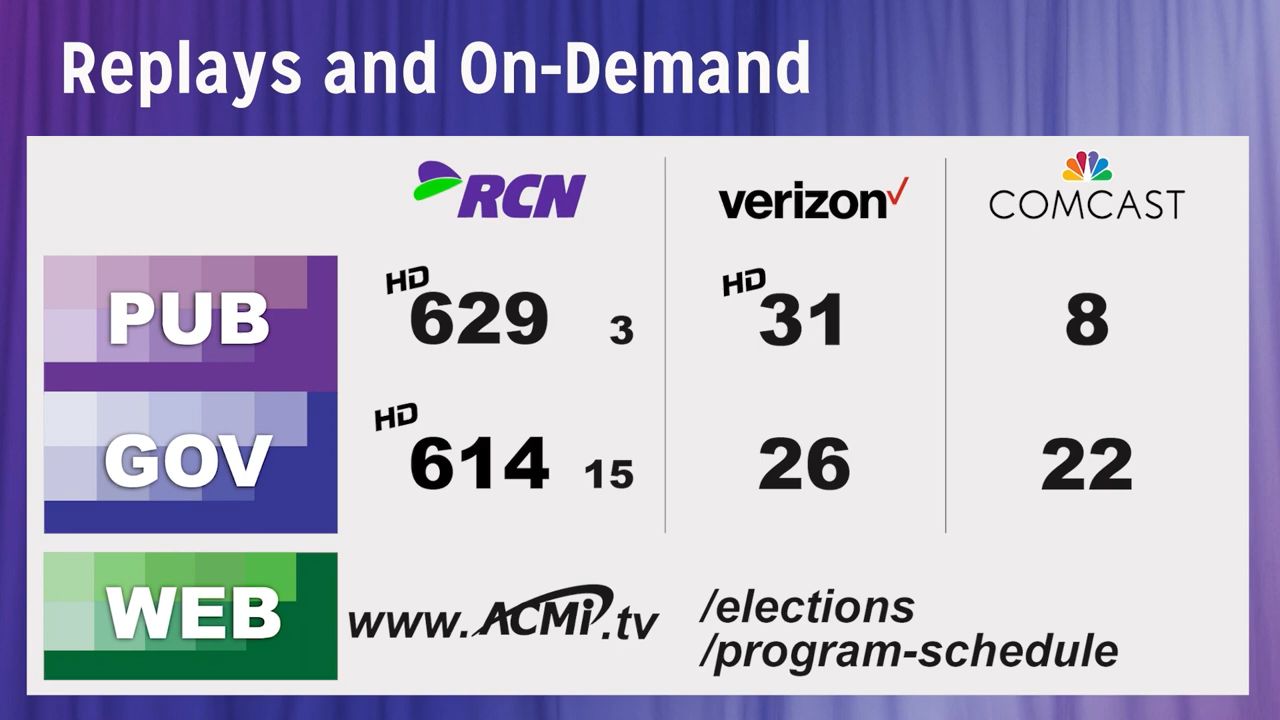 Replays and On-Demand
RCN verizon COMCAST
PUB HD 629 3 HD 31 8
GOV HD 614 15 26 22
WEB www.ACMi.tv /elections
/program-schedule